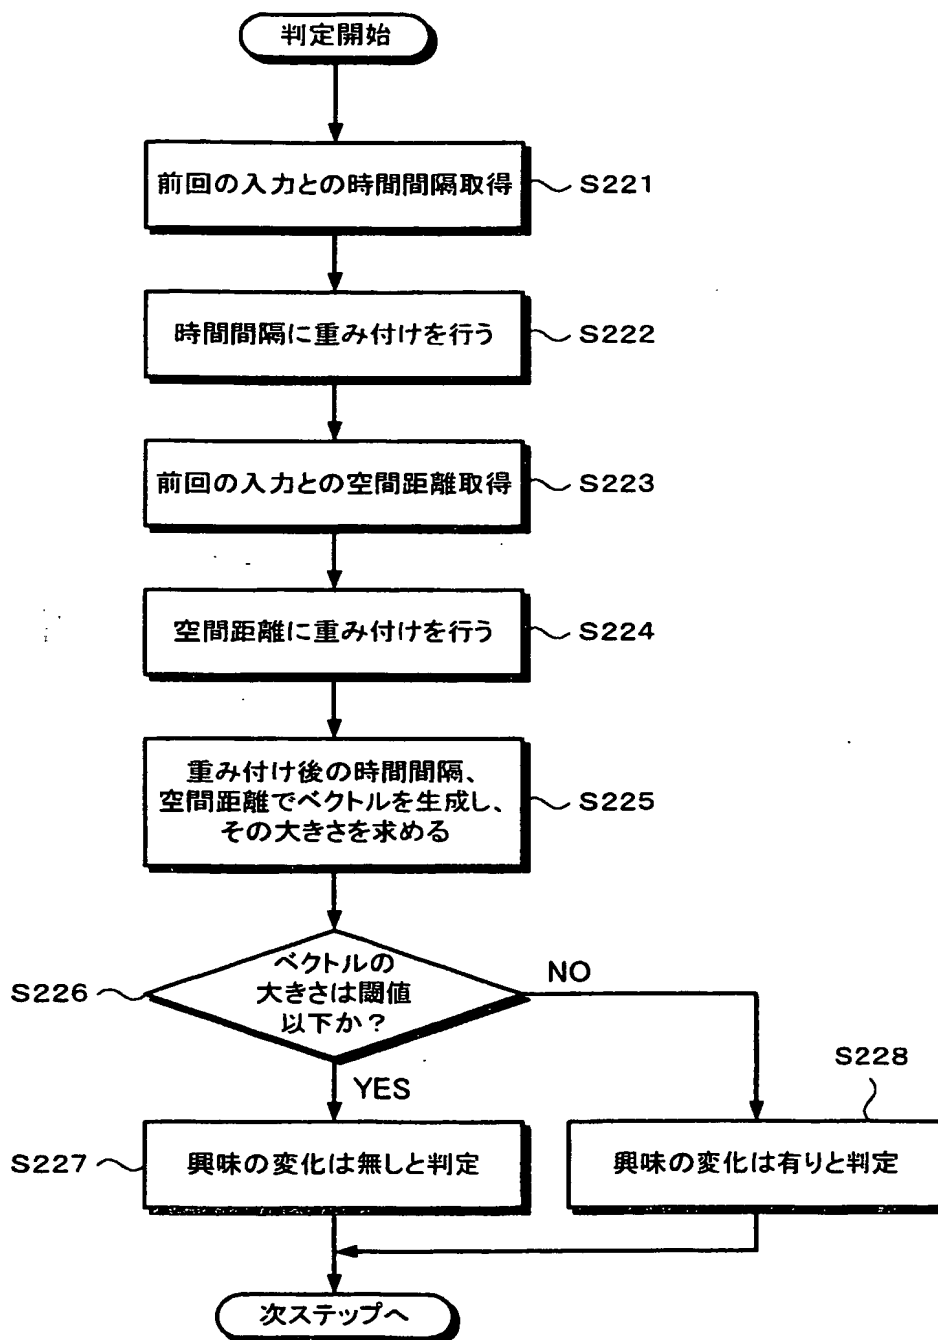 判定開始
前回の入力との時間間隔取得
S221
時間間隔に重み付けを行う
S222
前回の入力との空間距離取得
S223
空間距離に重み付けを行う
S224
重み付け後の時間間隔、
空間距離でベクトルを生成し、
その大きさを求める
S225
S226
ベクトルの
大きさは閾値
以下か?
NO
YES
S228
S227
興味の変化は無しと判定
興味の変化は有りと判定
次ステップへ